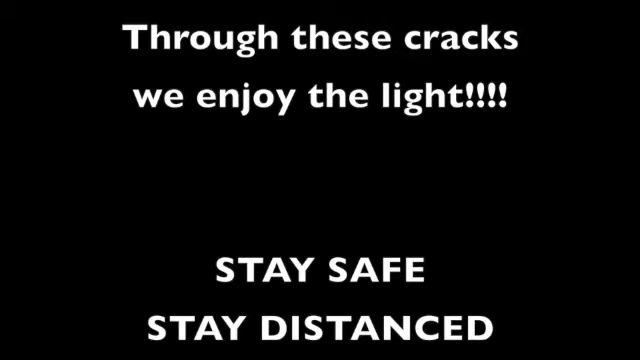 Through these cracks
we enjoy the light!!!!
STAY SAFE
STAY DISTANCED